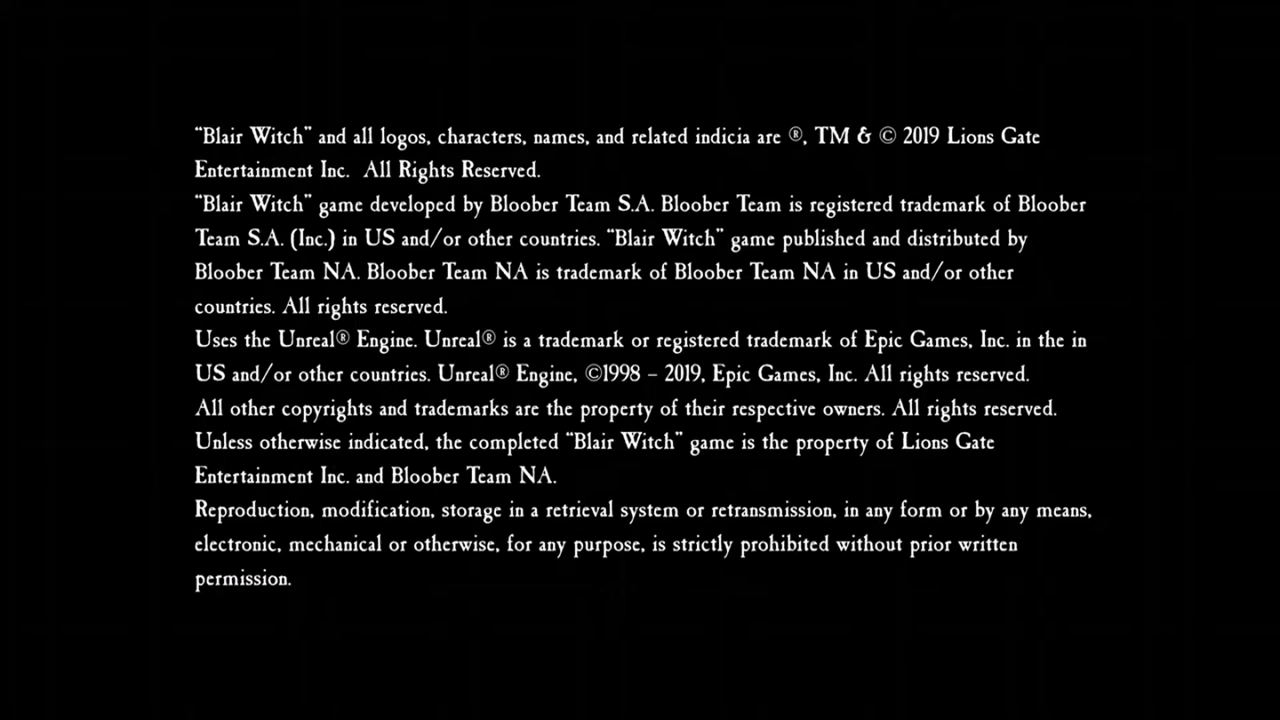 “Blair Witch” and all logos, characters, names, and related indicia are ®, TM & © 2019 Lions Gate
Entertainment Inc.  All Rights Reserved.
“Blair Witch” game developed by Bloober Team S.A. Bloober Team is registered trademark of Bloober
Team S.A. (Inc.) in US and/or other countries. “Blair Witch” game published and distributed by
Bloober Team NA. Bloober Team NA is trademark of Bloober Team NA in US and/or other
countries. All rights reserved.
Uses the Unreal® Engine. Unreal® is a trademark or registered trademark of Epic Games, Inc. in the in
US and/or other countries. Unreal® Engine, ©1998 – 2019, Epic Games, Inc. All rights reserved.
All other copyrights and trademarks are the property of their respective owners. All rights reserved.
Unless otherwise indicated, the completed “Blair Witch” game is the property of Lions Gate
Entertainment Inc. and Bloober Team NA.
Reproduction, modification, storage in a retrieval system or retransmission, in any form or by any means,
electronic, mechanical or otherwise, for any purpose, is strictly prohibited without prior written
permission.